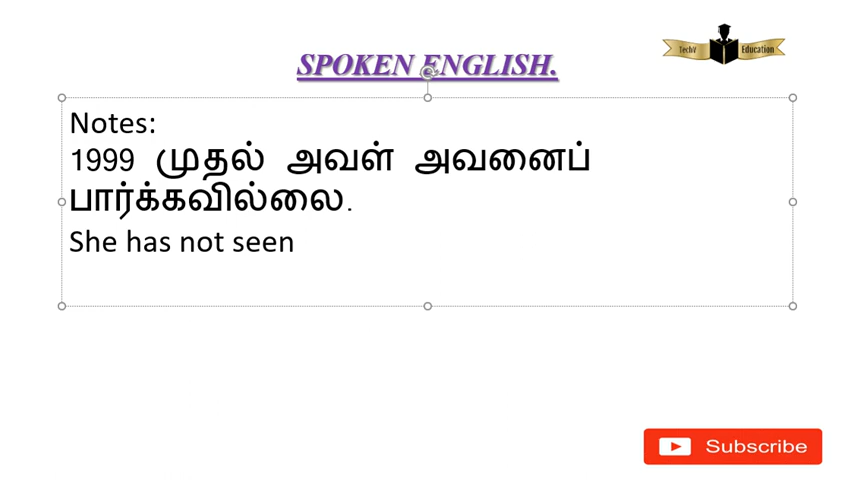 TechV Education
SPOKEN ENGLISH.
Notes:
1999 முதல் அவள் அவனைப்
பார்க்கவில்லை.
She has not seen
Subscribe